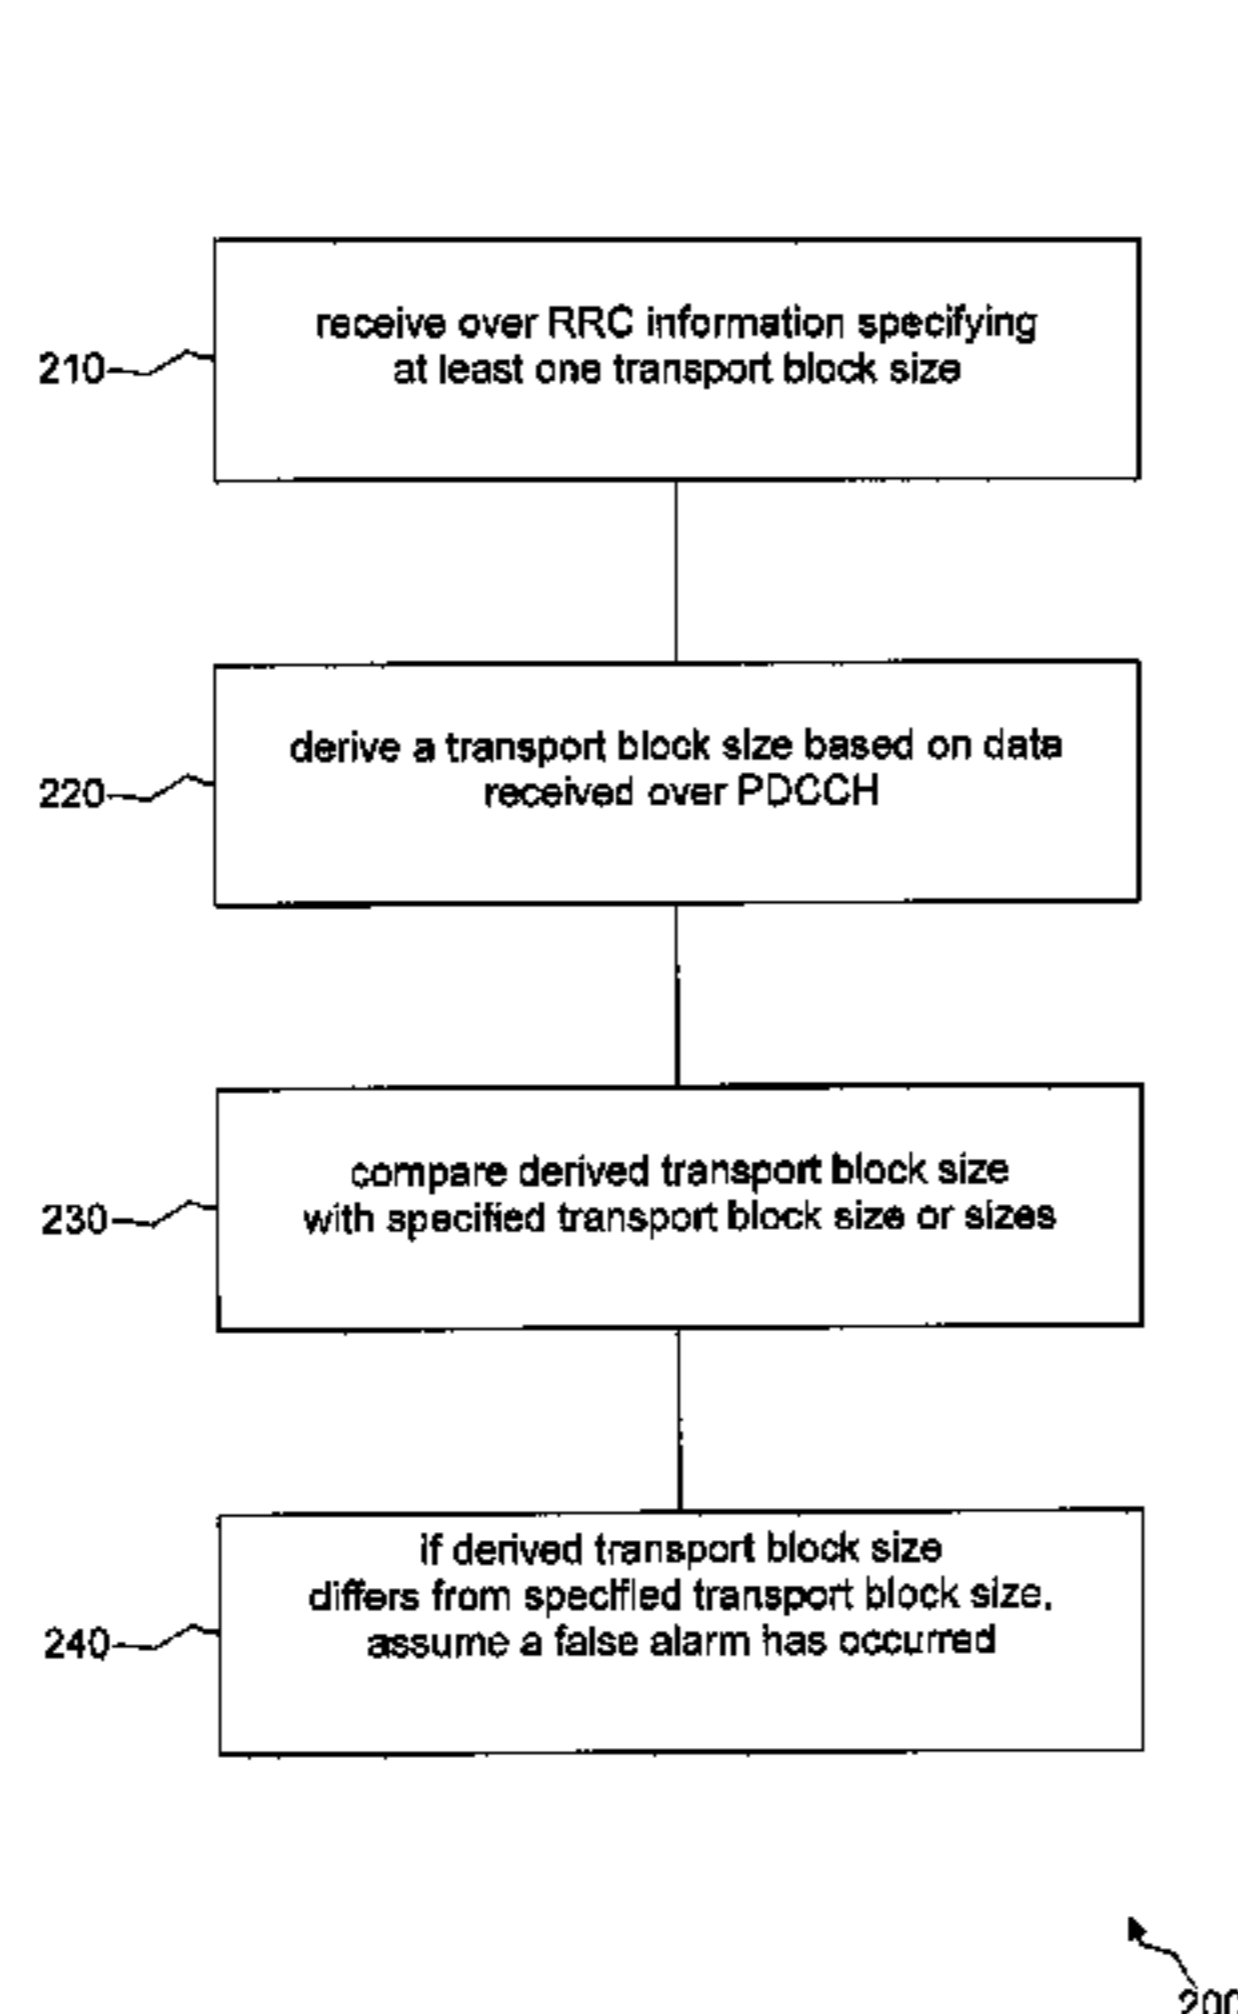 receive over RRC information specifying
at least one transport block size
210
derive a transport block size based on data
received over PDCCH
220
compare derived transport block size
with specified transport block size or sizes
230
if derived transport block size
differs from specified transport block size,
assume a false alarm has occurred
240
200